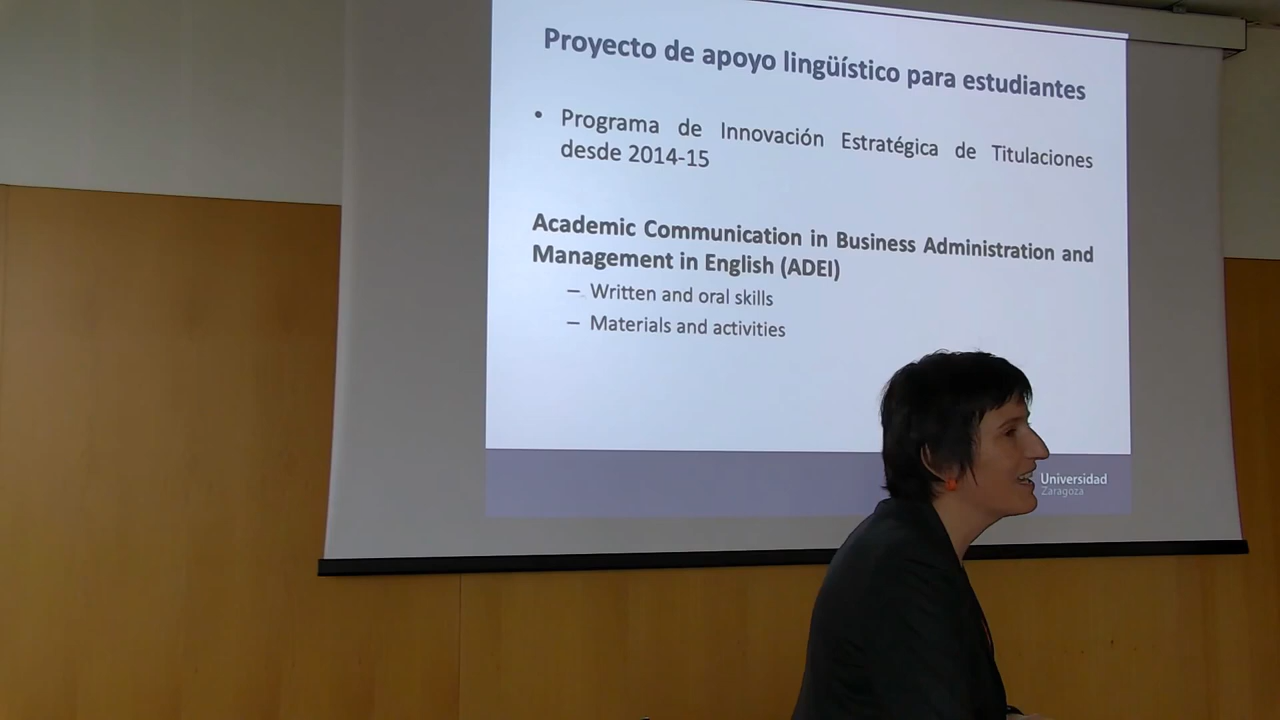 Proyecto de apoyo lingüístico para estudiantes
• Programa de Innovación Estratégica de Titulaciones
desde 2014-15
Academic Communication in Business Administration and
Management in English (ADEI)
– Written and oral skills
– Materials and activities
Universidad
Zaragoza